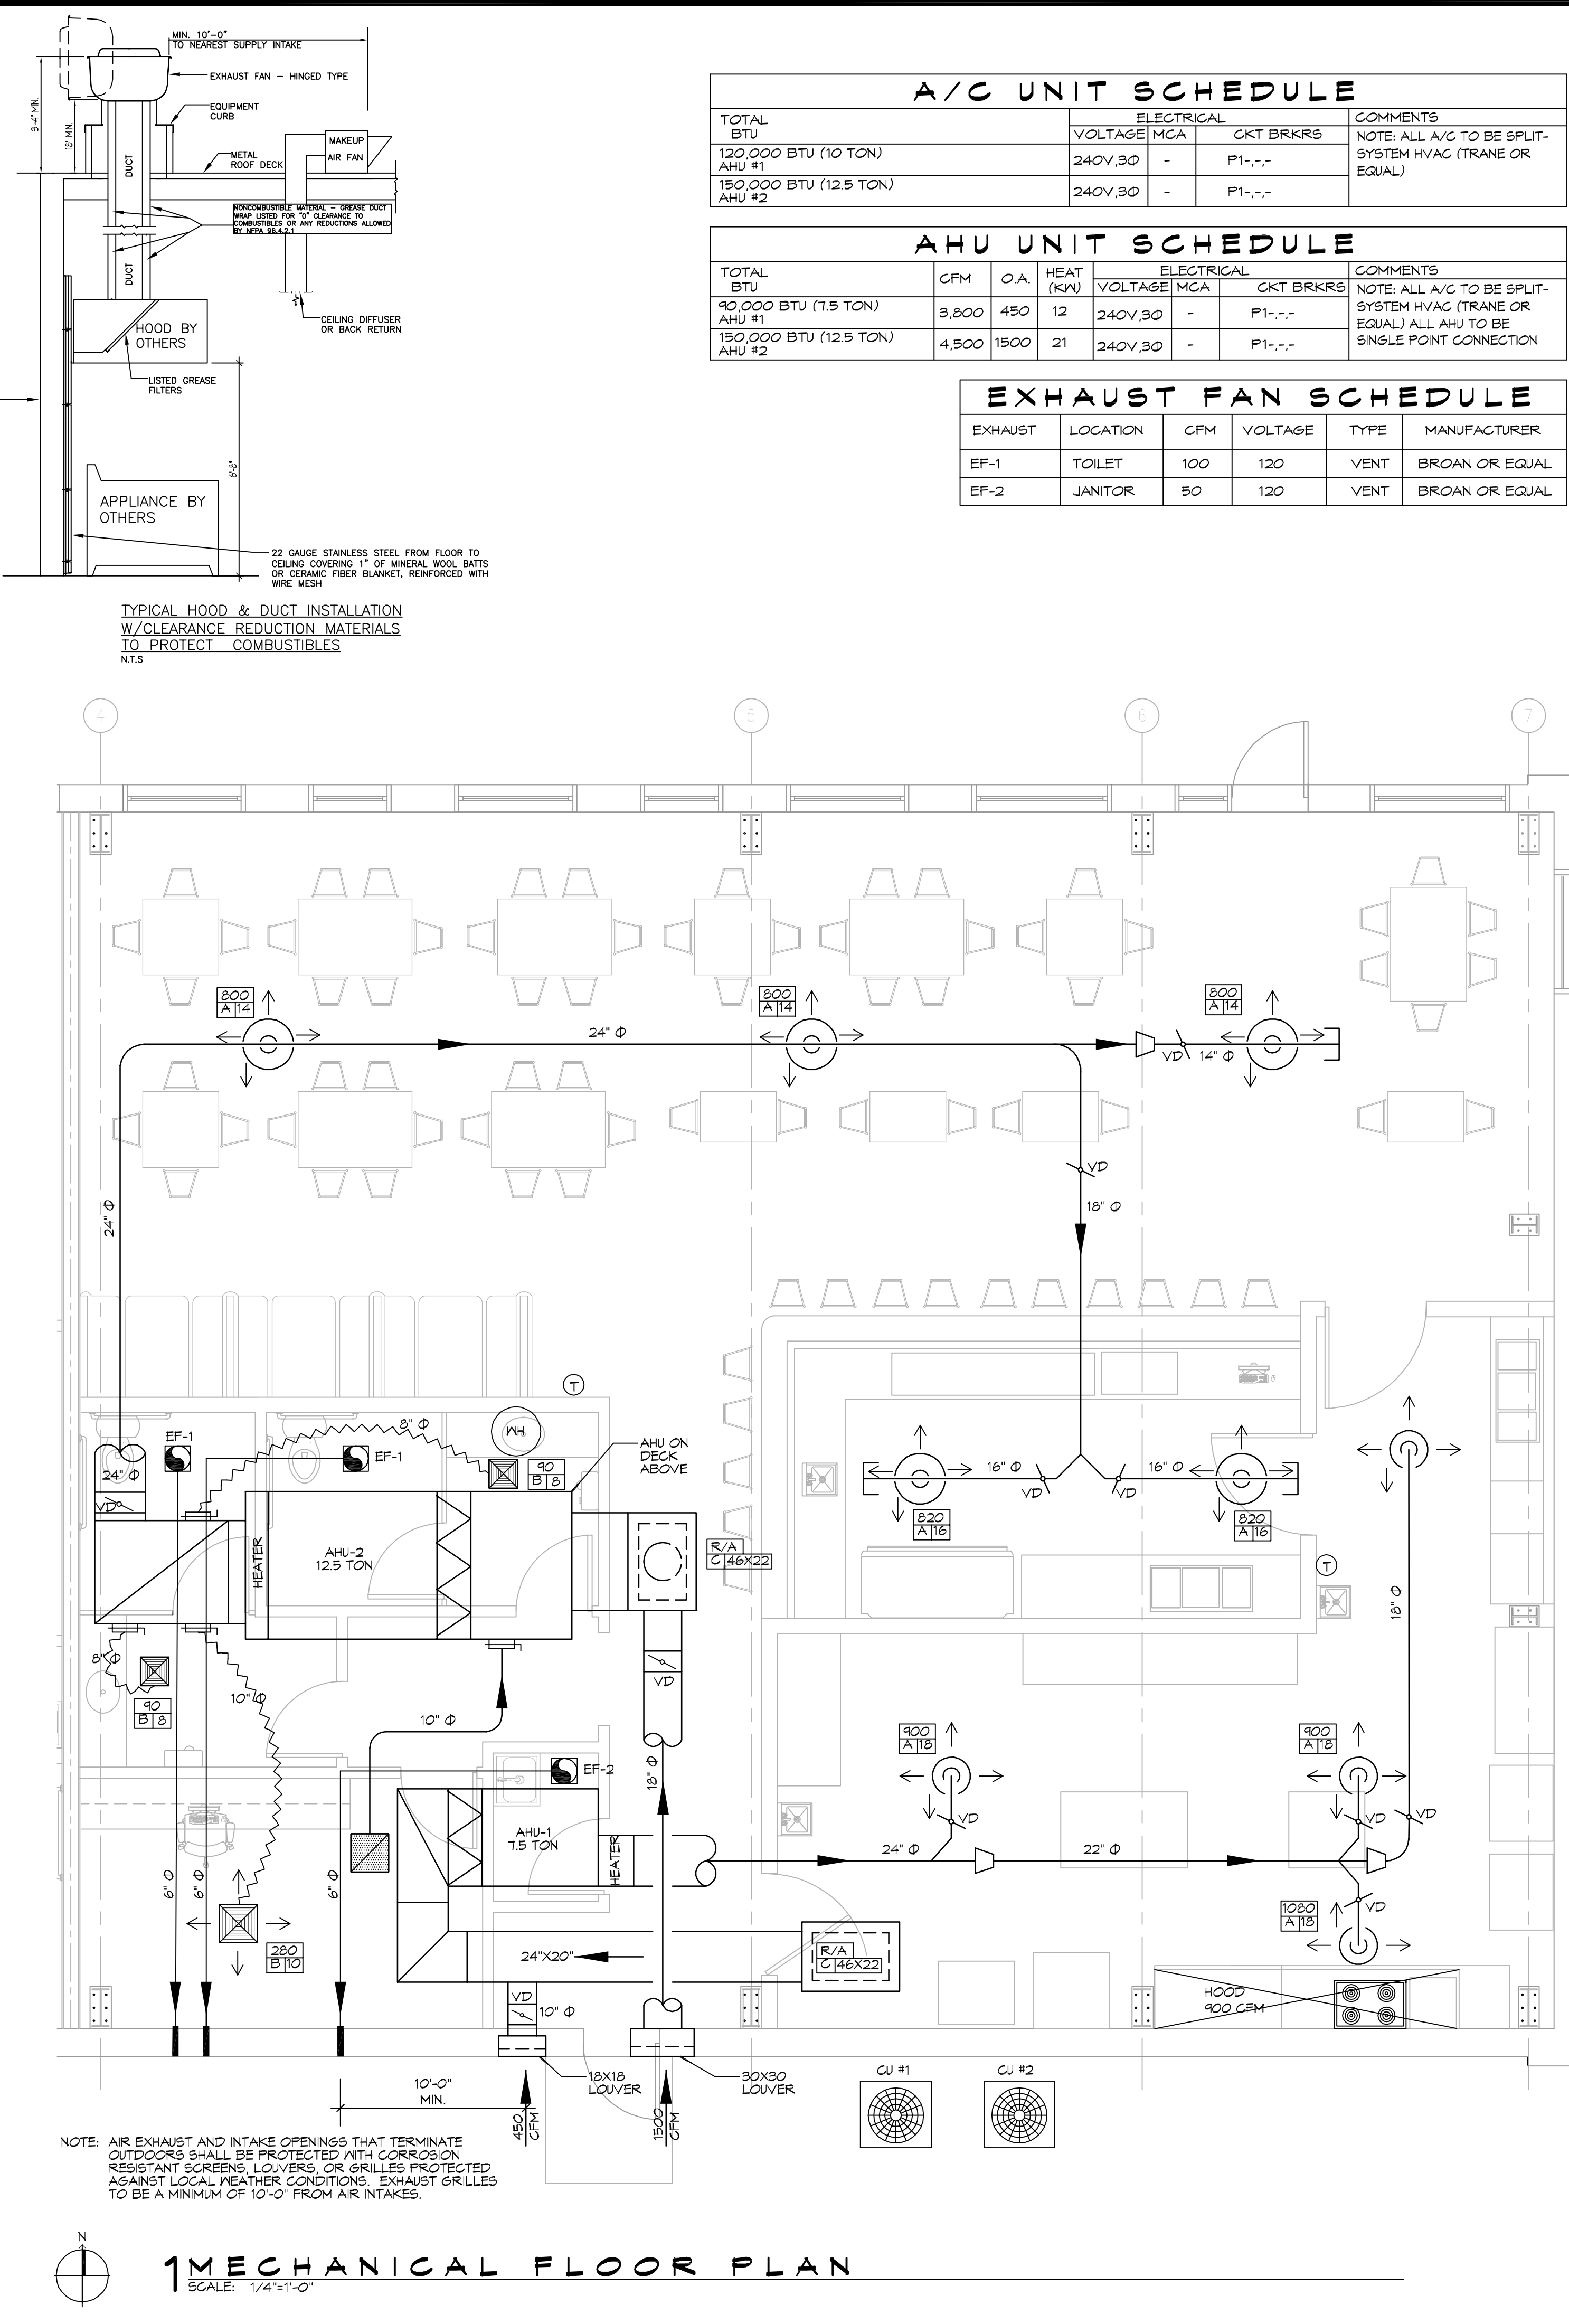 MIN. 10'-0"
TO NEAREST SUPPLY INTAKE
EXHAUST FAN - HINGED TYPE
EQUIPMENT
CURB
3'-4" MIN.
18" MIN.
DUCT
METAL
ROOF DECK
MAKEUP
AIR FAN
NONCOMBUSTIBLE MATERIAL - GREASE DUCT
WRAP LISTED FOR "0" CLEARANCE TO
COMBUSTIBLES OR ANY REDUCTIONS ALLOWED
BY NFPA 96.4.2.1
DUCT
CEILING DIFFUSER
OR BACK RETURN
HOOD BY
OTHERS
LISTED GREASE
FILTERS
6'-8"
APPLIANCE BY
OTHERS
22 GAUGE STAINLESS STEEL FROM FLOOR TO
CEILING COVERING 1" OF MINERAL WOOL BATTS
OR CERAMIC FIBER BLANKET, REINFORCED WITH
WIRE MESH
TYPICAL HOOD & DUCT INSTALLATION
W/CLEARANCE REDUCTION MATERIALS
TO PROTECT COMBUSTIBLES
N.T.S
A/C UNIT SCHEDULE
TOTAL BTU ELECTRICAL COMMENTS
VOLTAGE MCA CKT BRKRS
120,000 BTU (10 TON)
AHU #1 240V,3Φ - P1-,-,-
150,000 BTU (12.5 TON)
AHU #2 240V,3Φ - P1-,-,-
NOTE: ALL A/C TO BE SPLIT-
SYSTEM HVAC (TRANE OR
EQUAL)
AHU UNIT SCHEDULE
TOTAL BTU CFM O.A. HEAT (KW) ELECTRICAL COMMENTS
VOLTAGE MCA CKT BRKRS
90,000 BTU (7.5 TON)
AHU #1 3,800 450 12 240V,3Φ - P1-,-,-
150,000 BTU (12.5 TON)
AHU #2 4,500 1500 21 240V,3Φ - P1-,-,-
NOTE: ALL A/C TO BE SPLIT-
SYSTEM HVAC (TRANE OR
EQUAL) ALL AHU TO BE
SINGLE POINT CONNECTION
EXHAUST FAN SCHEDULE
EXHAUST LOCATION CFM VOLTAGE TYPE MANUFACTURER
EF-1 TOILET 100 120 VENT BROAN OR EQUAL
EF-2 JANITOR 50 120 VENT BROAN OR EQUAL
4 5 6 7
800
A 14
800
A 14
800
A 14
24" Φ
VD 14" Φ
VD
24" Φ
18" Φ
T
8" Φ
EF-1
WH
EF-1
90
B 8
AHU ON
DECK
ABOVE
24" Φ
VD
16" Φ
VD
16" Φ
VD
820
A 16
820
A 16
HEATER
AHU-2
12.5 TON
R/A
C 46X22
T
18" Φ
8" Φ
90
B 8
10" Φ
VD
10" Φ
900
A 18
900
A 18
EF-2
18" Φ
VD
VD
VD
AHU-1
7.5 TON
HEATER
24" Φ
22" Φ
6" Φ
6" Φ
6" Φ
1080
A 18
VD
280
B 10
24"X20"
R/A
C 46X22
VD
10" Φ
HOOD
900 CFM
18X18
LOUVER
30X30
LOUVER
CU #1
CU #2
10'-0"
MIN.
450
CFM
1500
CFM
NOTE: AIR EXHAUST AND INTAKE OPENINGS THAT TERMINATE
OUTDOORS SHALL BE PROTECTED WITH CORROSION
RESISTANT SCREENS, LOUVERS, OR GRILLES PROTECTED
AGAINST LOCAL WEATHER CONDITIONS. EXHAUST GRILLES
TO BE A MINIMUM OF 10'-0" FROM AIR INTAKES.
N
1 MECHANICAL FLOOR PLAN
SCALE: 1/4"=1'-0"